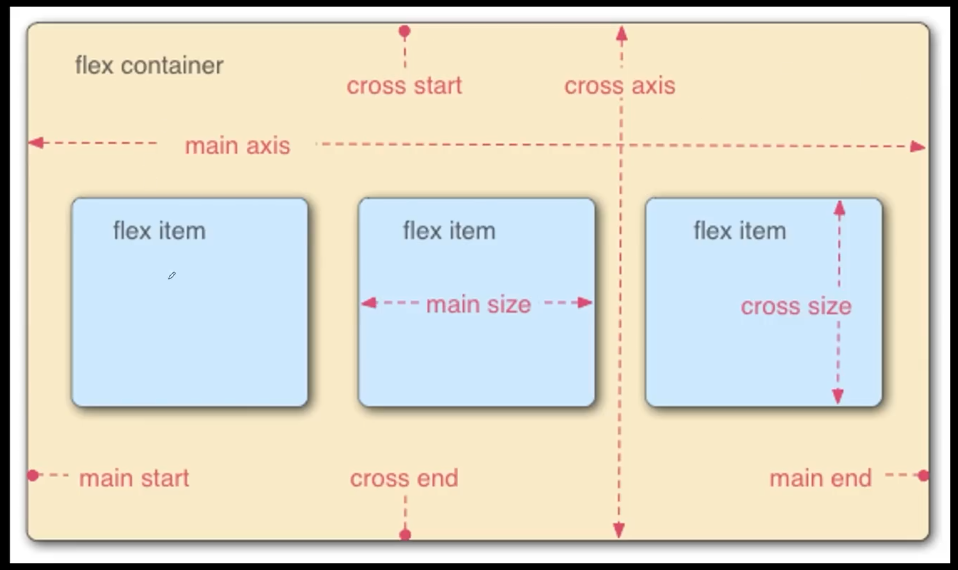 flex container
cross start
cross axis
main axis
flex item
flex item
flex item
main size
cross size
main start
cross end
main end